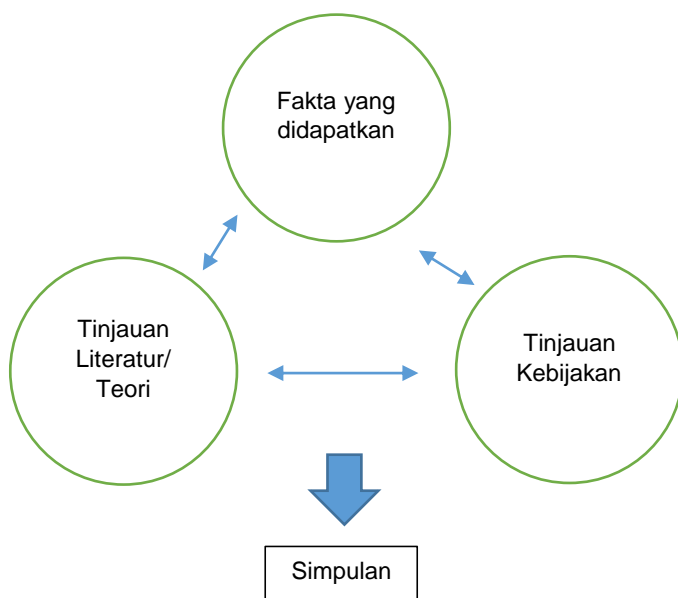 Fakta yang
didapatkan
Tinjauan
Literatur/
Teori
Tinjauan
Kebijakan
Simpulan